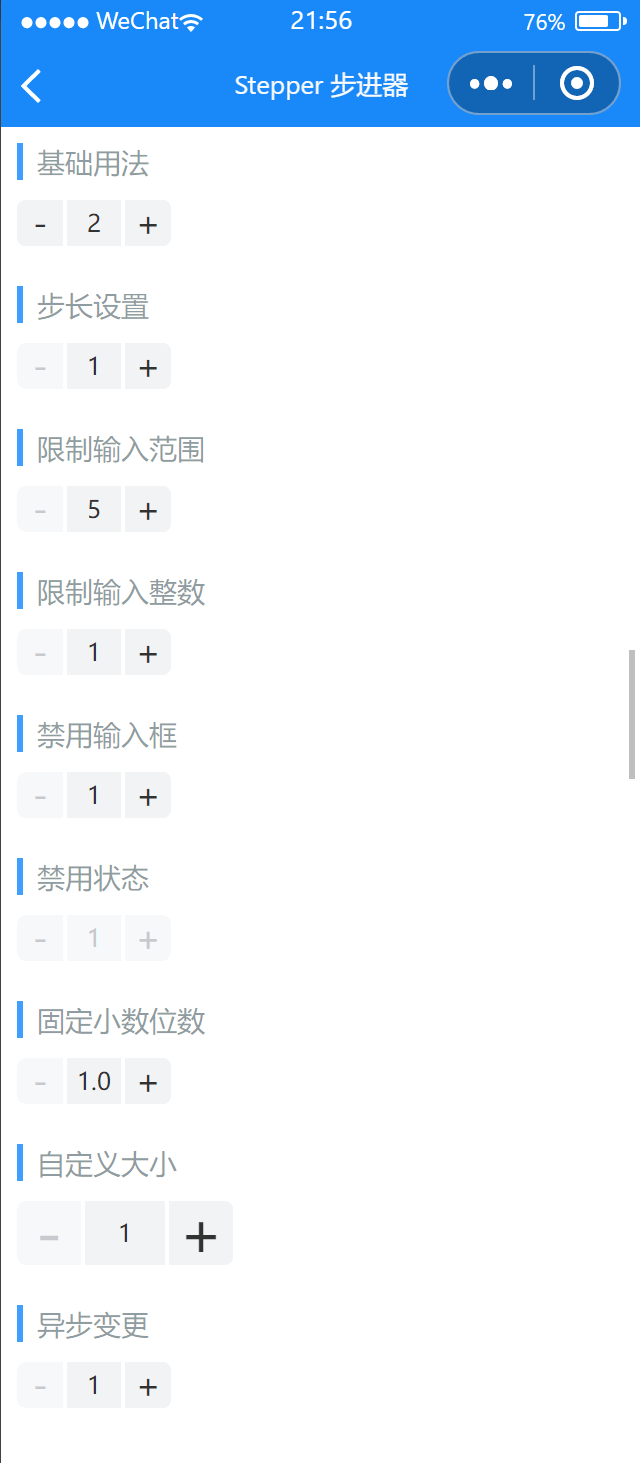 WeChat 21:56 76%
Stepper 步进器
基础用法
- 2 +
步长设置
- 1 +
限制输入范围
- 5 +
限制输入整数
- 1 +
禁用输入框
- 1 +
禁用状态
- 1 +
固定小数位数
- 1.0 +
自定义大小
- 1 +
异步变更
- 1 +